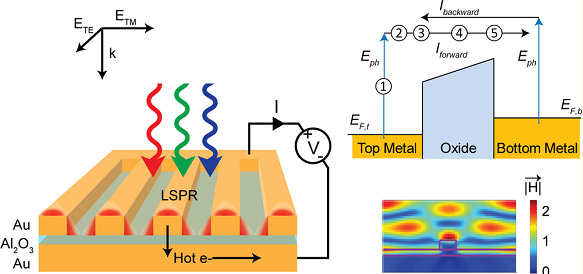 E_TE
E_TM
k
I
+
V
-
LSPR
Au
Al2O3
Au
Hot e-
I_backward
② ③ ④ ⑤
I_forward
E_ph
E_ph
①
E_F,t
E_F,b
Top Metal
Oxide
Bottom Metal
|H|
2
1
0